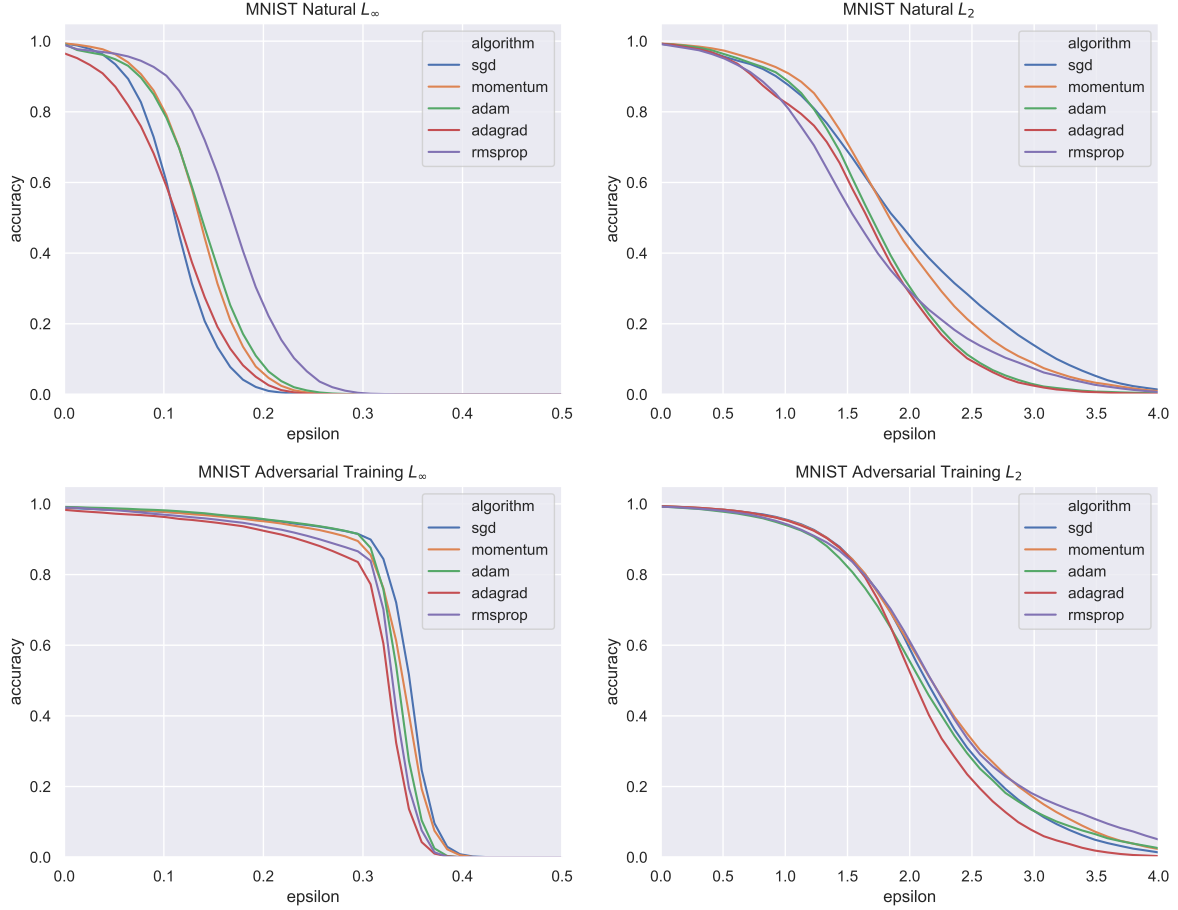 MNIST Natural L∞
accuracy
1.0
0.8
0.6
0.4
0.2
0.0
algorithm
sgd
momentum
adam
adagrad
rmsprop
0.0 0.1 0.2 0.3 0.4 0.5
epsilon
MNIST Natural L2
accuracy
1.0
0.8
0.6
0.4
0.2
0.0
algorithm
sgd
momentum
adam
adagrad
rmsprop
0.0 0.5 1.0 1.5 2.0 2.5 3.0 3.5 4.0
epsilon
MNIST Adversarial Training L∞
accuracy
1.0
0.8
0.6
0.4
0.2
0.0
algorithm
sgd
momentum
adam
adagrad
rmsprop
0.0 0.1 0.2 0.3 0.4 0.5
epsilon
MNIST Adversarial Training L2
accuracy
1.0
0.8
0.6
0.4
0.2
0.0
algorithm
sgd
momentum
adam
adagrad
rmsprop
0.0 0.5 1.0 1.5 2.0 2.5 3.0 3.5 4.0
epsilon